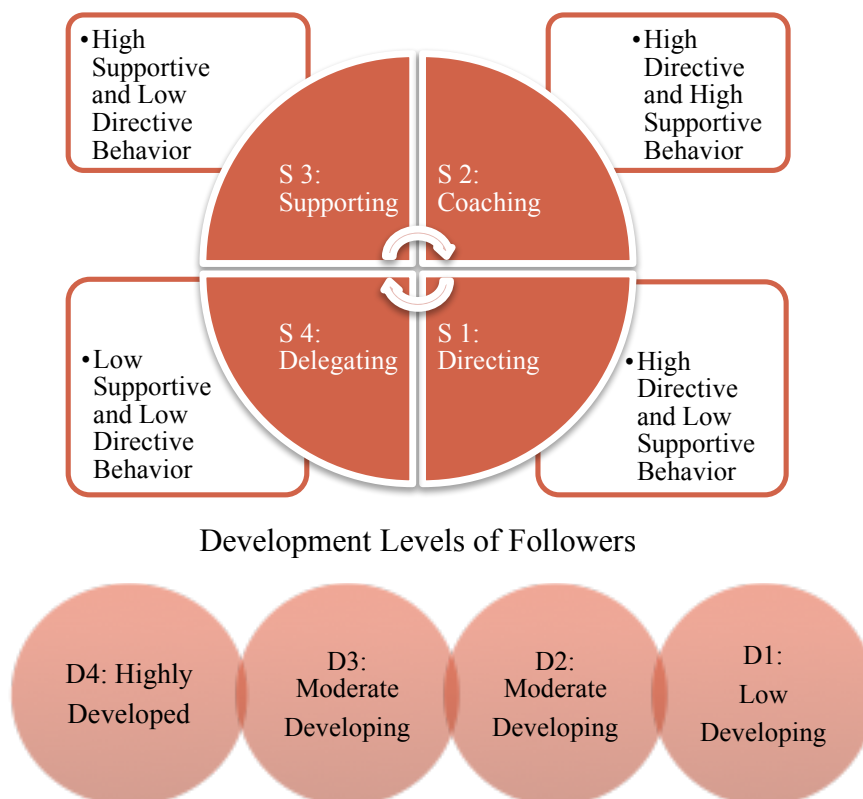 •High
Supportive
and Low
Directive
Behavior
•High
Directive
and High
Supportive
Behavior
S 3:
Supporting
S 2:
Coaching
•Low
Supportive
and Low
Directive
Behavior
S 4:
Delegating
S 1:
Directing
•High
Directive
and Low
Supportive
Behavior
Development Levels of Followers
D4: Highly
Developed
D3:
Moderate
Developing
D2:
Moderate
Developing
D1:
Low
Developing